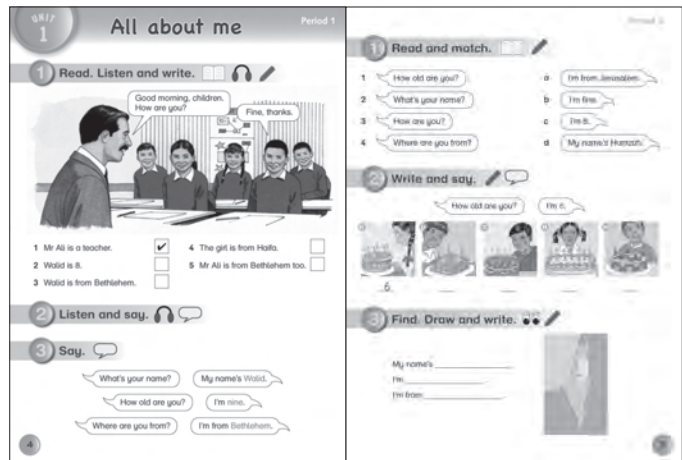 UNIT
1
All about me
Period 1
1 Read. Listen and write.
Good morning, children.
How are you?
Fine, thanks.
1 Mr Ali is a teacher. ✔
2 Walid is 8.
3 Walid is from Bethlehem.
4 The girl is from Haifa.
5 Mr Ali is from Bethlehem too.
2 Listen and say.
3 Say.
What's your name? My name's Walid.
How old are you? I'm nine.
Where are you from? I'm from Bethlehem.
4
1 Read and match.
1 How old are you? a I'm from Jerusalem.
2 What's your name? b I'm fine.
3 How are you? c I'm 8.
4 Where are you from? d My name's Hamzah.
2 Write and say.
How old are you? I'm 6.
6
3 Find. Draw and write.
My name's
I'm
I'm from